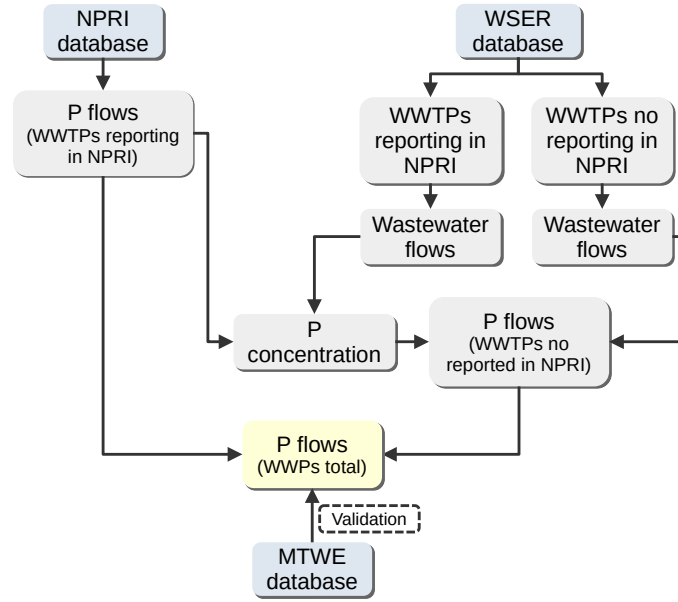 NPRI
database
WSER
database
P flows
(WWTPs reporting
in NPRI)
WWTPs
reporting in
NPRI
WWTPs no
reporting in
NPRI
Wastewater
flows
Wastewater
flows
P
concentration
P flows
(WWTPs no
reported in NPRI)
P flows
(WWPs total)
Validation
MTWE
database